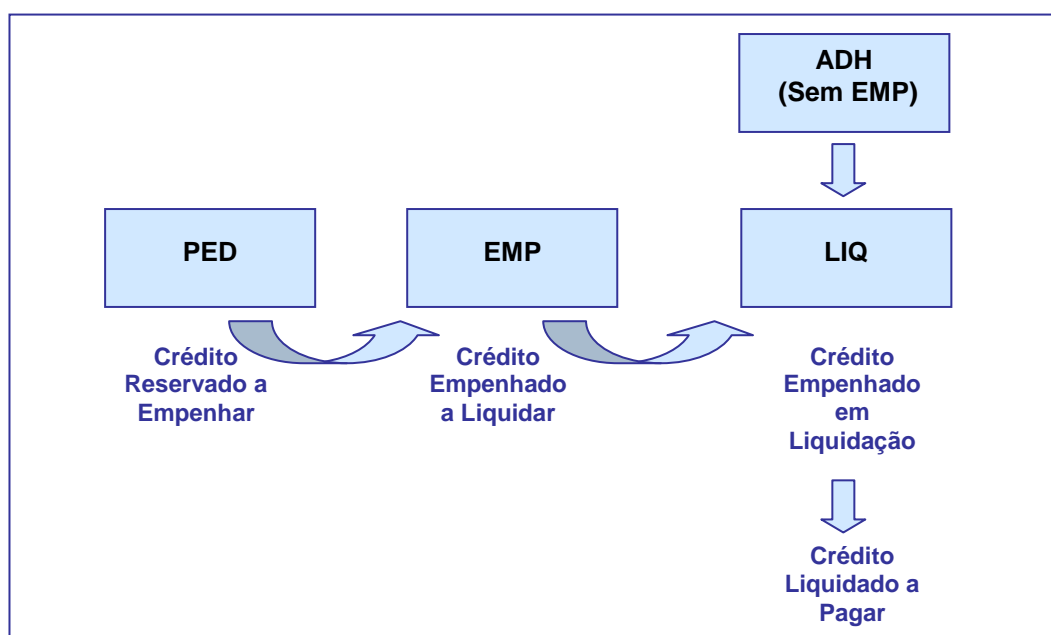 ADH
(Sem EMP)
PED
EMP
LIQ
Crédito
Reservado a
Empenhar
Crédito
Empenhado
a Liquidar
Crédito
Empenhado
em
Liquidação
Crédito
Liquidado a
Pagar